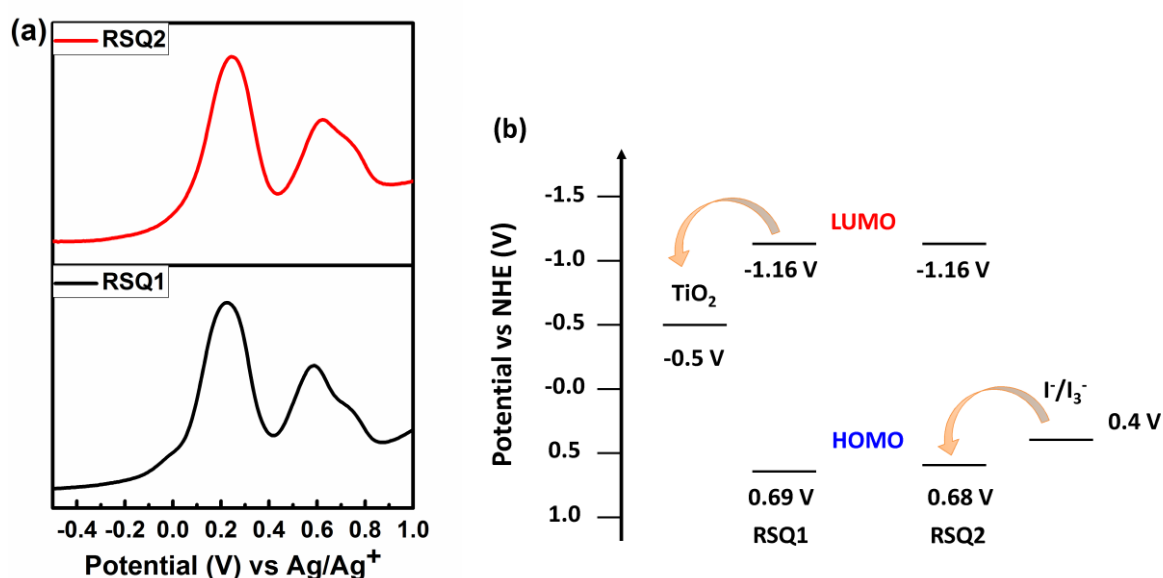 (a)
RSQ2
RSQ1
-0.4 -0.2 0.0 0.2 0.4 0.6 0.8 1.0
Potential (V) vs Ag/Ag⁺
(b)
Potential vs NHE (V)
-1.5
-1.0
-0.5
-0.0
0.5
1.0
LUMO
-1.16 V
-1.16 V
TiO₂
-0.5 V
I⁻/I₃⁻
0.4 V
HOMO
0.69 V
0.68 V
RSQ1
RSQ2